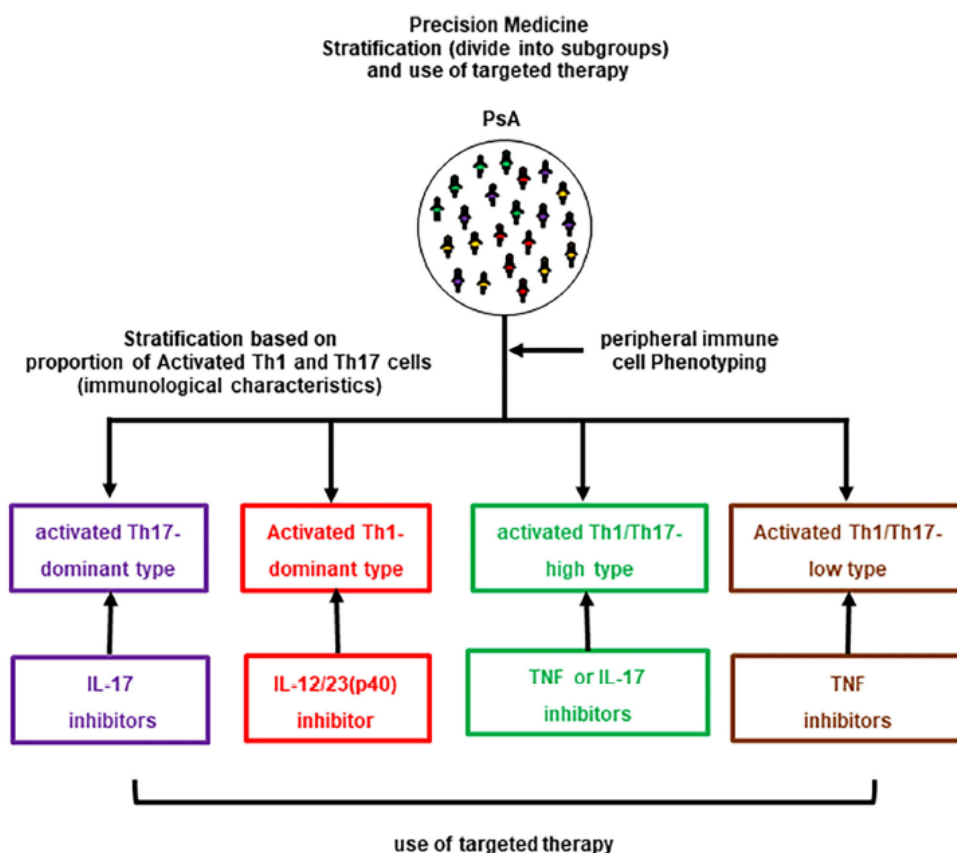 Precision Medicine
Stratification (divide into subgroups)
and use of targeted therapy
PsA
Stratification based on
proportion of Activated Th1 and Th17 cells
(immunological characteristics)
peripheral immune
cell Phenotyping
activated Th17-
dominant type
Activated Th1-
dominant type
activated Th1/Th17-
high type
Activated Th1/Th17-
low type
IL-17
inhibitors
IL-12/23(p40)
inhibitor
TNF or IL-17
inhibitors
TNF
inhibitors
use of targeted therapy